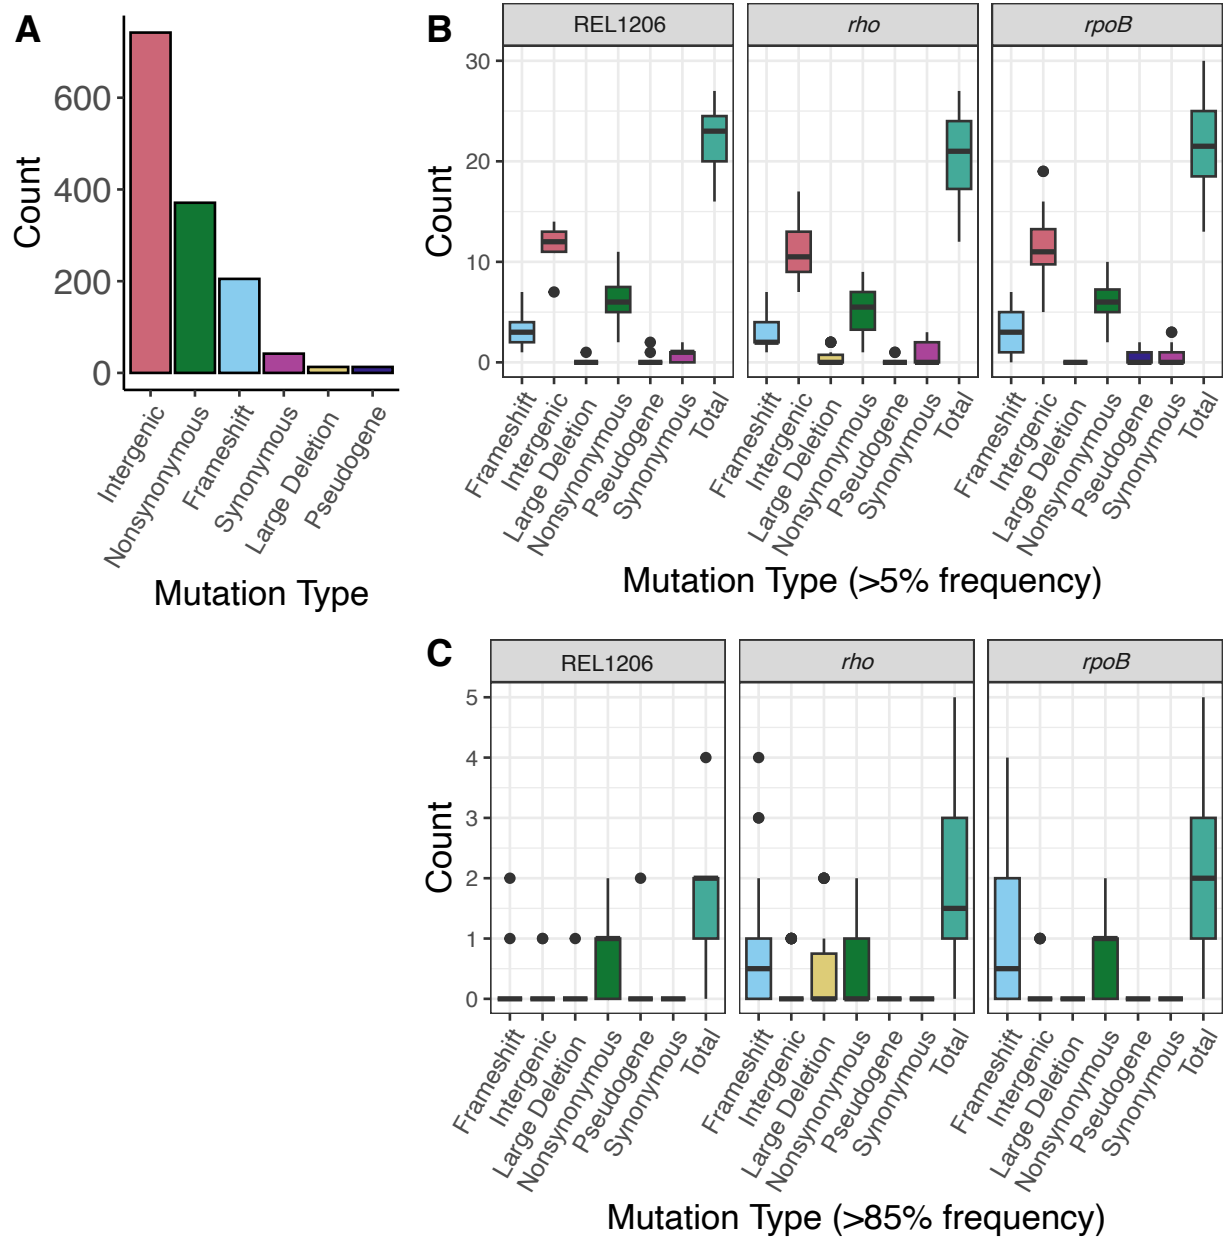 A
Count
600
400
200
0
Intergenic
Nonsynonymous
Frameshift
Synonymous
Large Deletion
Pseudogene
Mutation Type
B
REL1206
rho
rpoB
Count
30
20
10
0
Frameshift
Intergenic
Large Deletion
Nonsynonymous
Pseudogene
Synonymous
Total
Frameshift
Intergenic
Large Deletion
Nonsynonymous
Pseudogene
Synonymous
Total
Frameshift
Intergenic
Large Deletion
Nonsynonymous
Pseudogene
Synonymous
Total
Mutation Type (>5% frequency)
C
REL1206
rho
rpoB
Count
5
4
3
2
1
0
Frameshift
Intergenic
Large Deletion
Nonsynonymous
Pseudogene
Synonymous
Total
Frameshift
Intergenic
Large Deletion
Nonsynonymous
Pseudogene
Synonymous
Total
Frameshift
Intergenic
Large Deletion
Nonsynonymous
Pseudogene
Synonymous
Total
Mutation Type (>85% frequency)